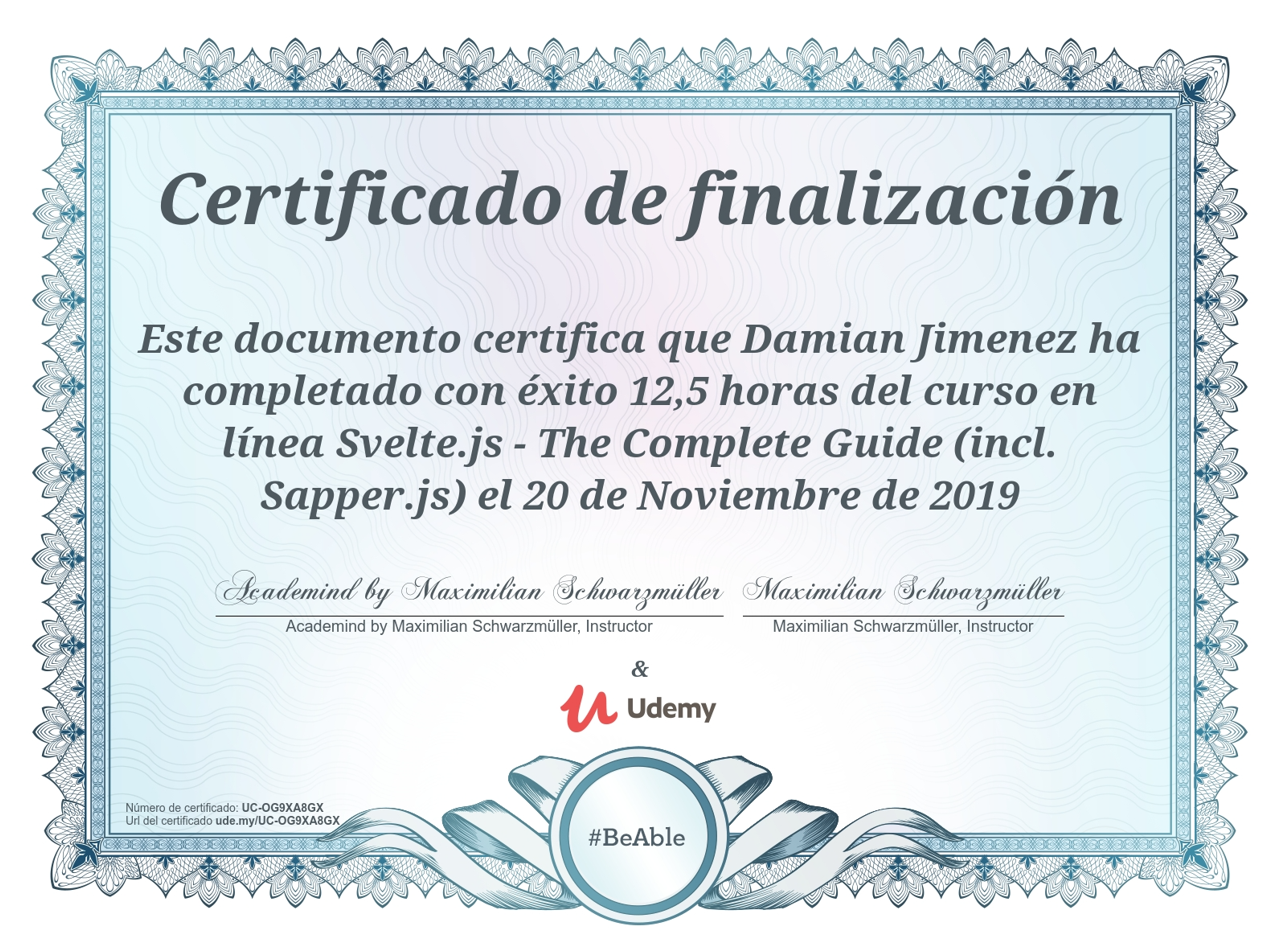 Certificado de finalización
Este documento certifica que Damian Jimenez ha
completado con éxito 12,5 horas del curso en
línea Svelte.js - The Complete Guide (incl.
Sapper.js) el 20 de Noviembre de 2019
Academind by Maximilian Schwarzmüller Maximilian Schwarzmüller
Academind by Maximilian Schwarzmüller, Instructor Maximilian Schwarzmüller, Instructor
&
Udemy
Número de certificado: UC-OG9XA8GX
Url del certificado ude.my/UC-OG9XA8GX
#BeAble